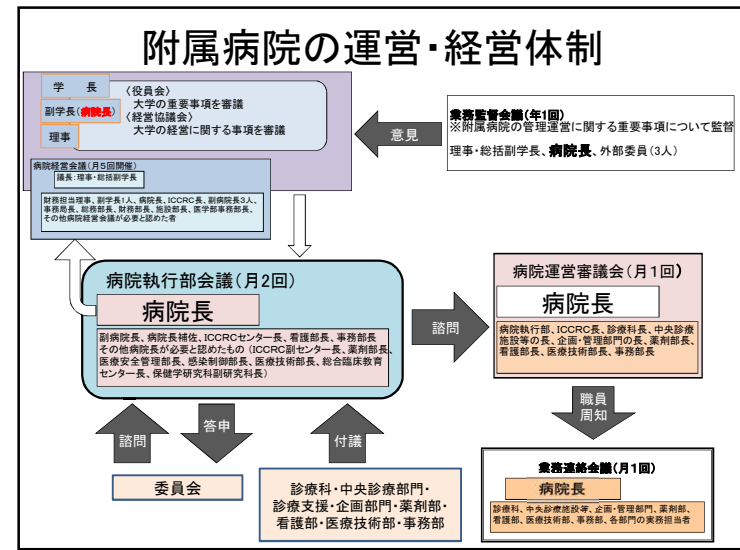 附属病院の運営・経営体制
学　長
副学長(病院長)
理事
〈役員会〉
大学の重要事項を審議
〈経営協議会〉
大学の経営に関する事項を審議
病院経営会議(月5回開催)
議長:理事・総括副学長
財務担当理事、副学長1人、病院長、ICCRC長、副病院長3人、
事務局長、総務部長、財務部長、施設部長、医学部事務部長、
その他病院経営会議が必要と認めた者
意見
業務監督会議(年1回)
※附属病院の管理運営に関する重要事項について監督
理事・総括副学長、病院長、外部委員(3人)
病院執行部会議(月2回)
病院長
副病院長、病院長補佐、ICCRCセンター長、看護部長、事務部長
その他病院長が必要と認めたもの(ICCRC副センター長、薬剤部長、
医療安全管理部長、感染制御部長、医療技術部長、総合臨床教育
センター長、保健学研究科副研究科長)
諮問
病院運営審議会(月1回)
病院長
病院執行部、ICCRC長、診療科長、中央診療
施設等の長、企画・管理部門の長、薬剤部長、
看護部長、医療技術部長、事務部長
諮問
答申
付議
職員
周知
委員会
診療科・中央診療部門・
診療支援・企画部門・薬剤部・
看護部・医療技術部・事務部
業務連絡会議(月1回)
病院長
診療科、中央診療施設等、企画・管理部門、薬剤部、
看護部、医療技術部、事務部、各部門の実務担当者